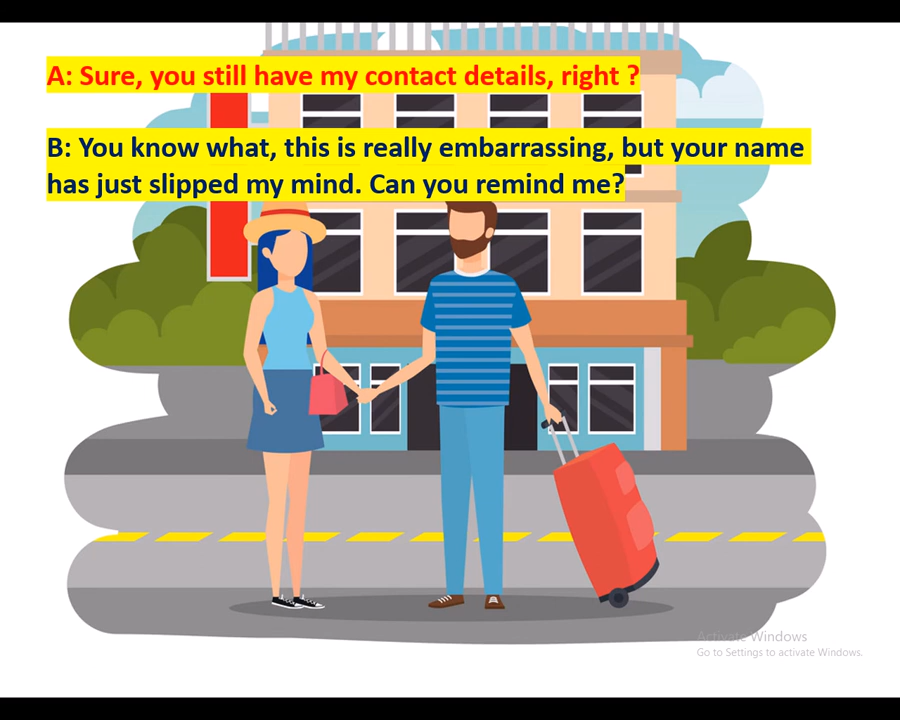 A: Sure, you still have my contact details, right ?
B: You know what, this is really embarrassing, but your name
has just slipped my mind. Can you remind me?
Activate Windows
Go to Settings to activate Windows.